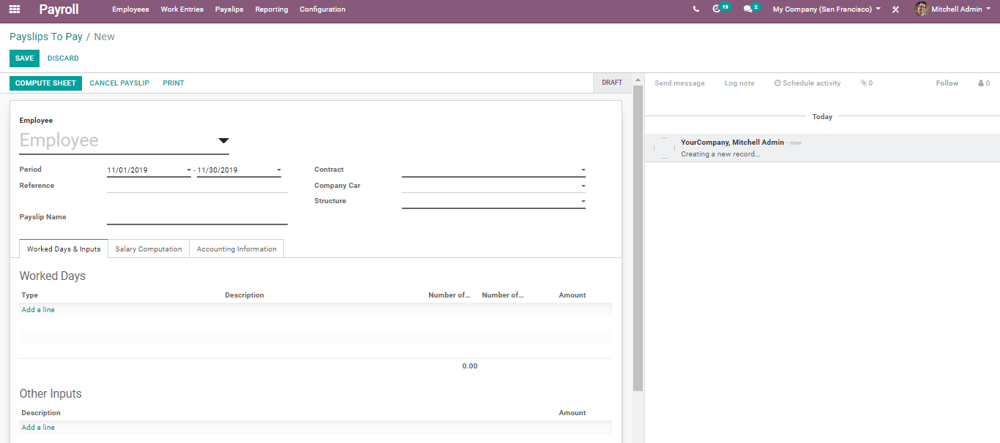 Payroll Employees Work Entries Payslips Reporting Configuration 19 2 My Company (San Francisco) Mitchell Admin
Payslips To Pay / New
SAVE DISCARD
COMPUTE SHEET CANCEL PAYSLIP PRINT DRAFT Send message Log note Schedule activity 0 Follow 0
Today
Employee
Employee
YourCompany, Mitchell Admin - now
Creating a new record...
Period 11/01/2019 - 11/30/2019 Contract
Reference Company Car
Structure
Payslip Name
Worked Days & Inputs Salary Computation Accounting Information
Worked Days
Type Description Number of... Number of... Amount
Add a line
0.00
Other Inputs
Description Amount
Add a line